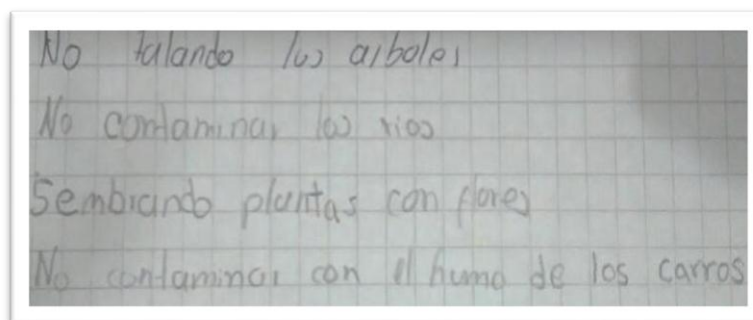 No talando los arboles
No contaminar los rios
Sembrando plantas con flores
No contaminar con el humo de los carros